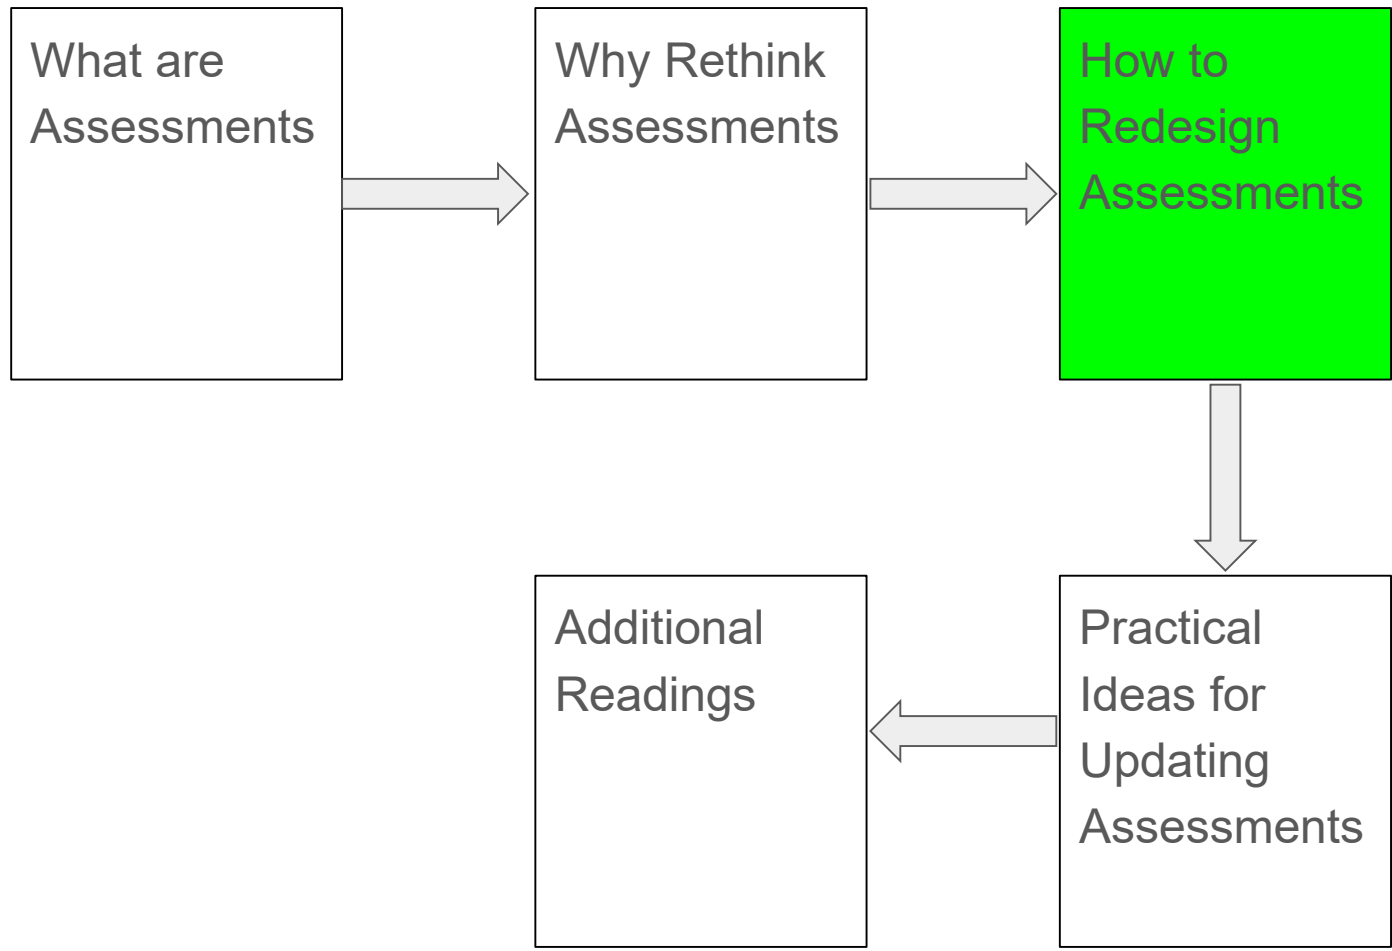 What are
Assessments
Why Rethink
Assessments
How to
Redesign
Assessments
Practical
Ideas for
Updating
Assessments
Additional
Readings